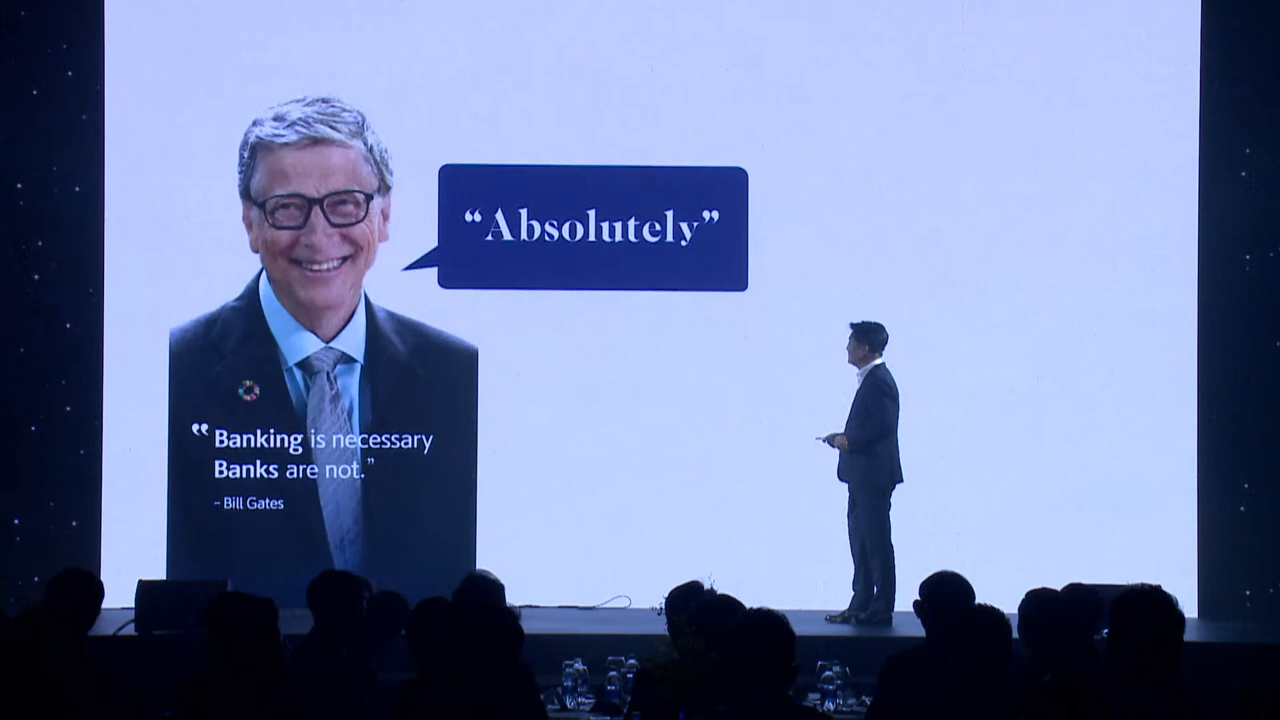 “Absolutely”
“Banking is necessary
Banks are not.”
– Bill Gates